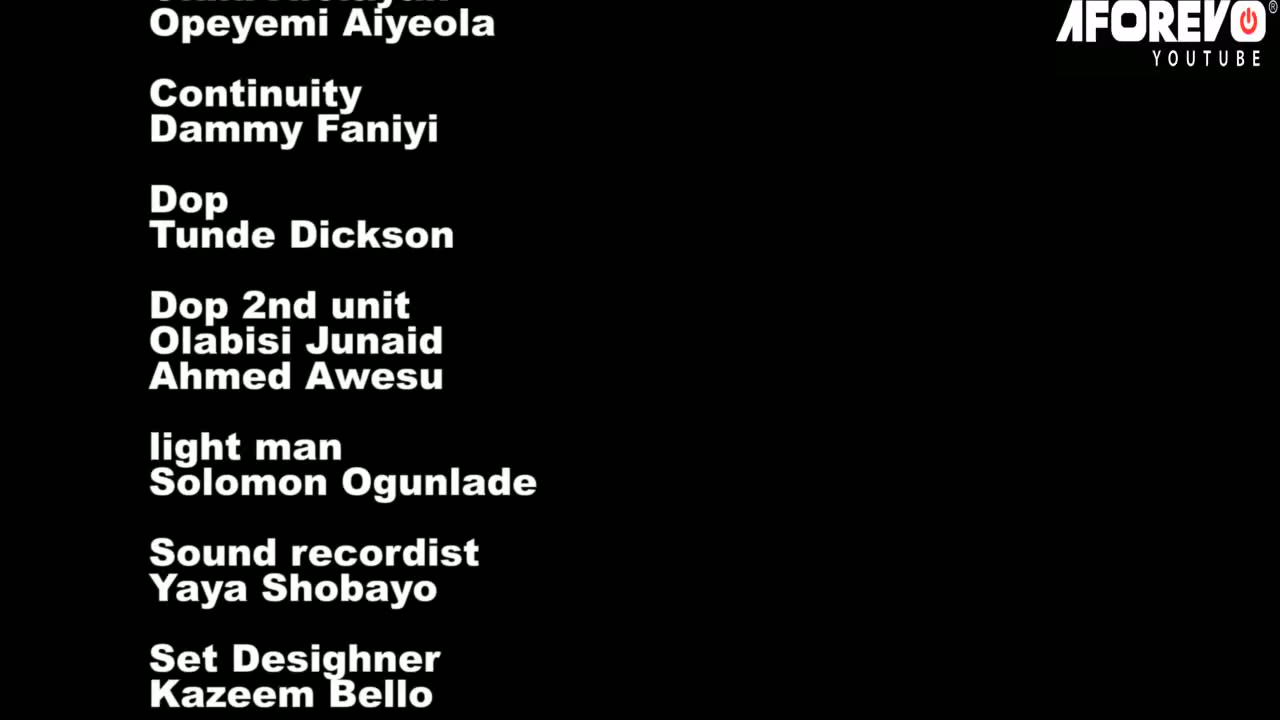 Opeyemi Aiyeola
Continuity
Dammy Faniyi
Dop
Tunde Dickson
Dop 2nd unit
Olabisi Junaid
Ahmed Awesu
light man
Solomon Ogunlade
Sound recordist
Yaya Shobayo
Set Desighner
Kazeem Bello
AFOREVO®
YOUTUBE